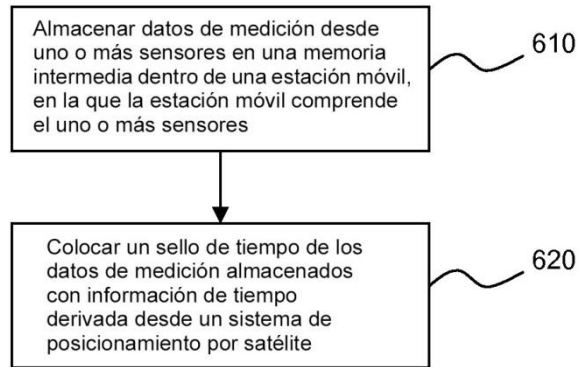 Almacenar datos de medición desde
uno o más sensores en una memoria
intermedia dentro de una estación móvil,
en la que la estación móvil comprende
el uno o más sensores
610
Colocar un sello de tiempo de los
datos de medición almacenados
con información de tiempo
derivada desde un sistema de
posicionamiento por satélite
620